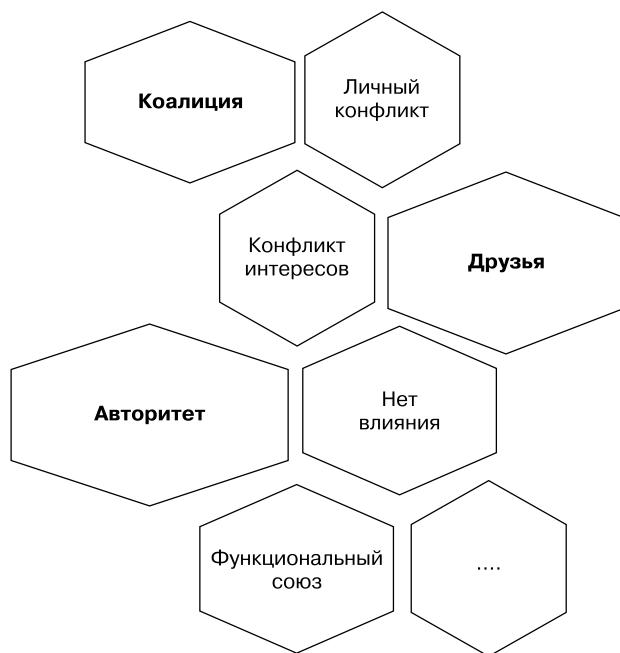 Коалиция
Личный
конфликт
Конфликт
интересов
Друзья
Авторитет
Нет
влияния
Функциональный
союз
....